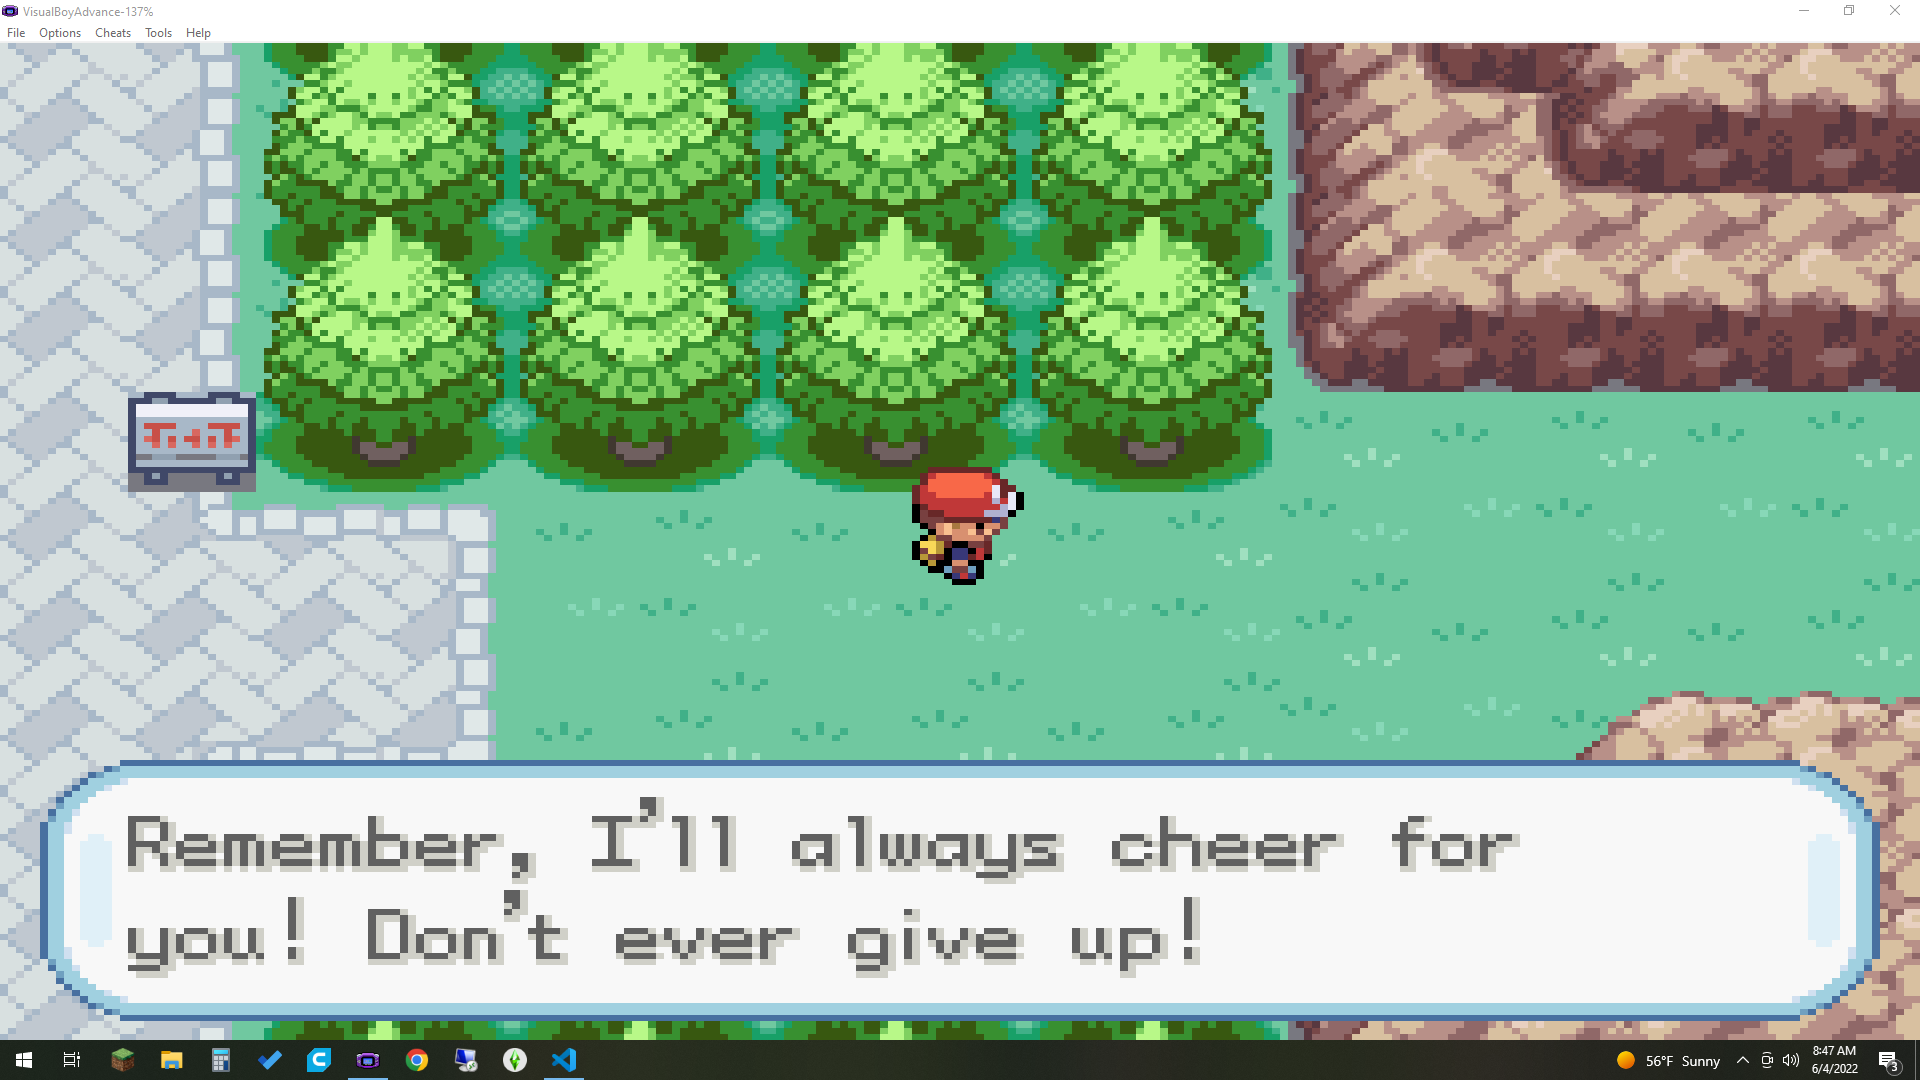 VisualBoyAdvance-137%
File Options Cheats Tools Help
Remember, I'll always cheer for
you! Don't ever give up!
56°F Sunny
8:47 AM
6/4/2022
3